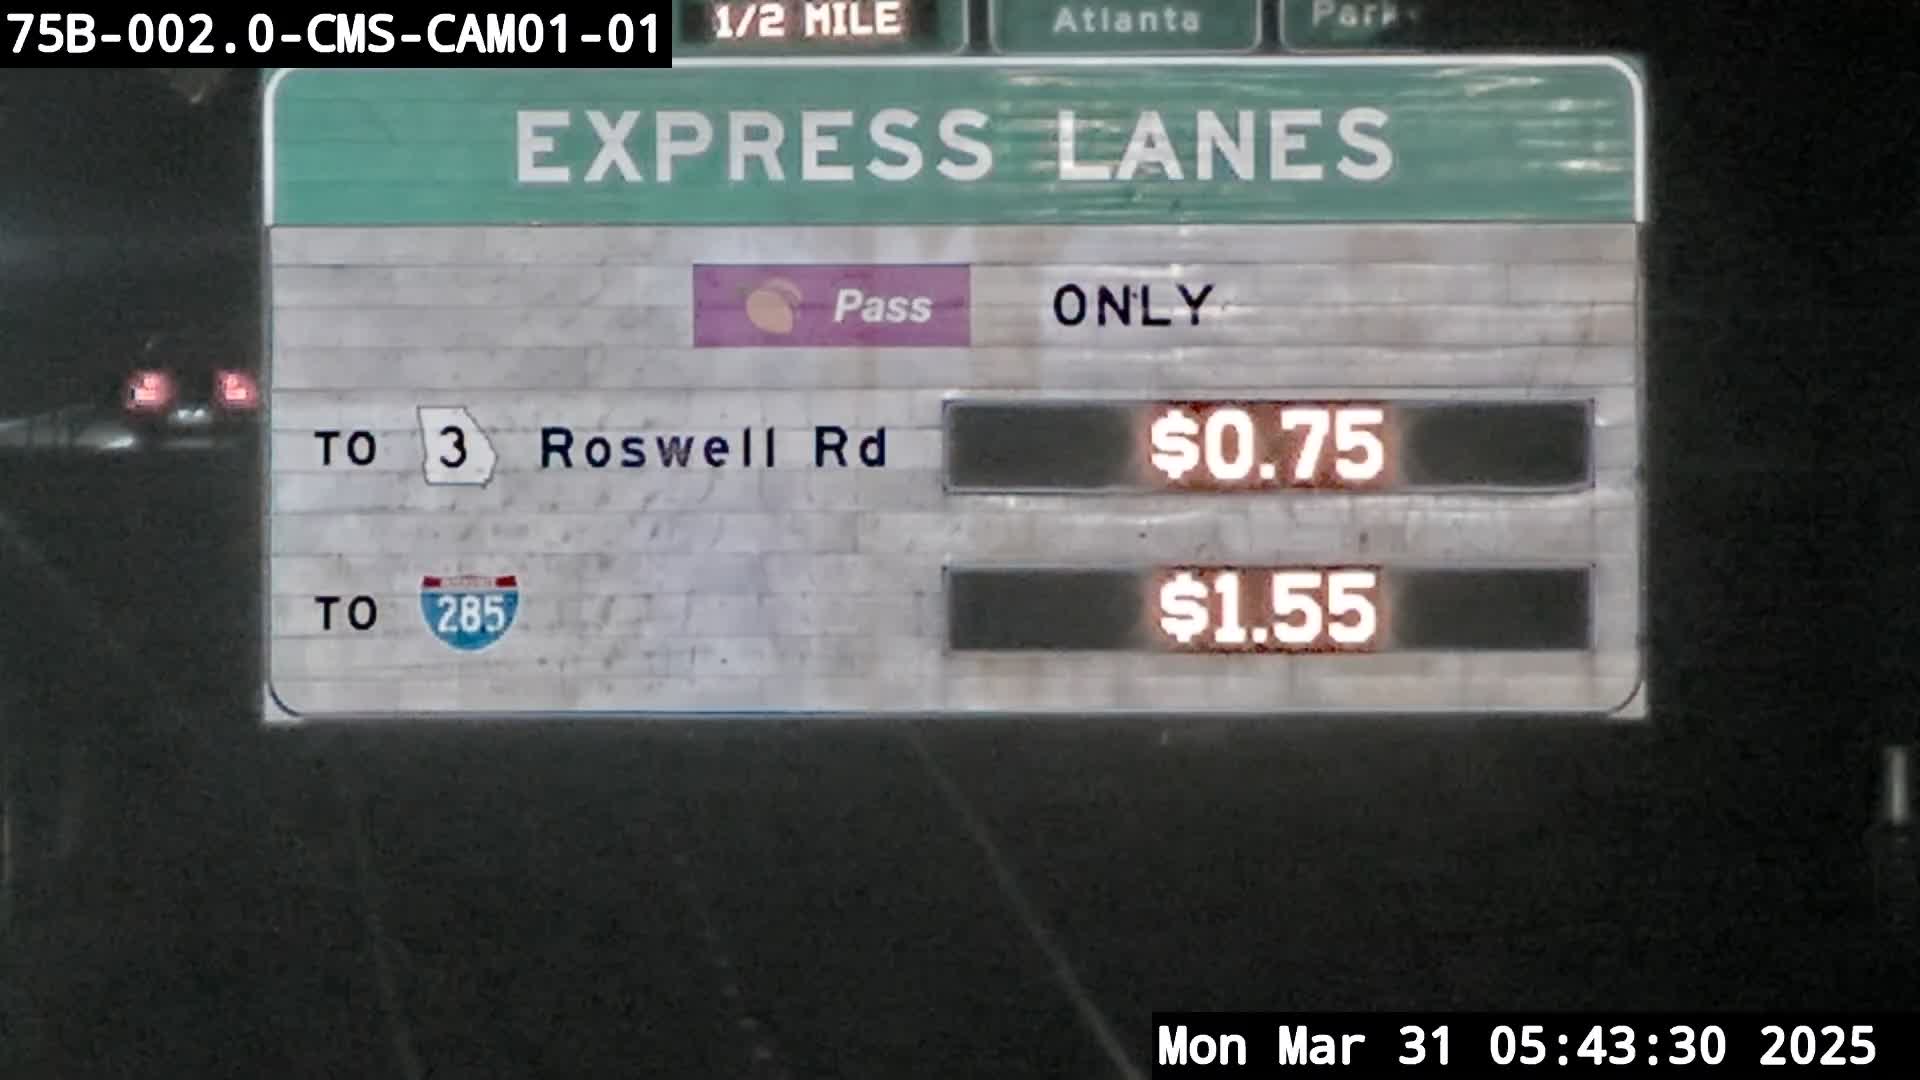 75B-002.0-CMS-CAM01-01
1/2 MILE
Atlanta
Park
EXPRESS LANES
Pass ONLY
TO 3 Roswell Rd $0.75
TO 285 $1.55
Mon Mar 31 05:43:30 2025